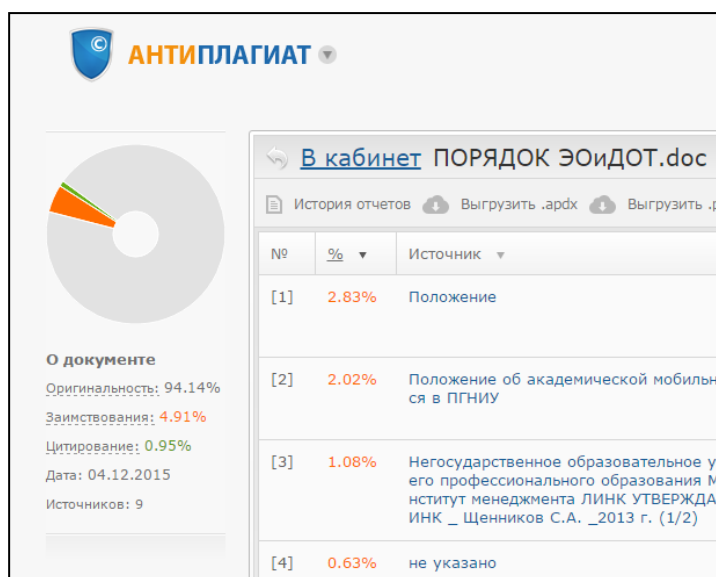 ©
АНТИПЛАГИАТ
В кабинет ПОРЯДОК ЭОиДОТ.doc
История отчетов Выгрузить .apdx Выгрузить
№ % Источник
[1] 2.83% Положение
[2] 2.02% Положение об академической
ся в ПГНИУ
[3] 1.08% Негосударственное образовательное
его профессионального образования
нститут менеджмента ЛИНК
ИНК _ Щенников С.А. _2013 г. (1/2)
[4] 0.63% не указано
О документе
Оригинальность: 94.14%
Заимствования: 4.91%
Цитирование: 0.95%
Дата: 04.12.2015
Источников: 9